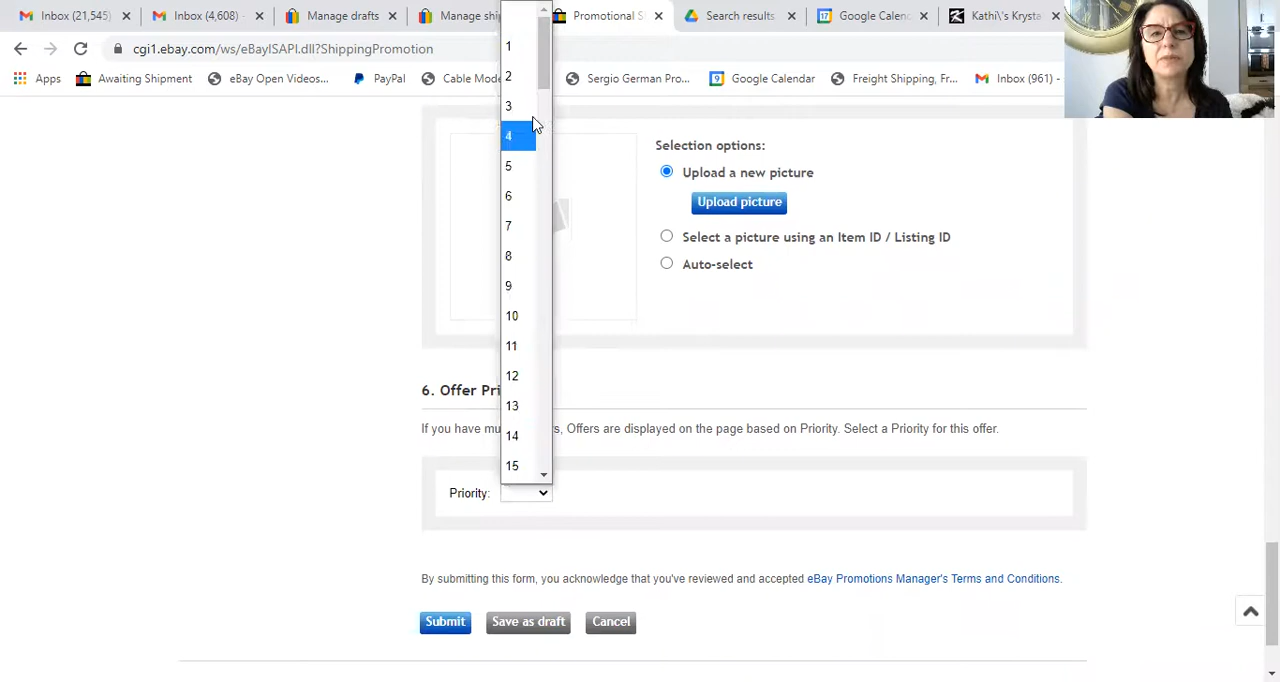 Inbox (21,545)
Inbox (4,608)
Manage drafts
Manage ship
Promotional S
Search results
Google Calend
Kathi\'s Krysta
cgi1.ebay.com/ws/eBayISAPI.dll?ShippingPromotion
Apps
Awaiting Shipment
eBay Open Videos...
PayPal
Cable Mode
Sergio German Pro...
Google Calendar
Freight Shipping, Fr...
Inbox (961) -
1
2
3
4
5
6
7
8
9
10
11
12
13
14
15
Selection options:
Upload a new picture
Upload picture
Select a picture using an Item ID / Listing ID
Auto-select
6. Offer Pri
If you have mu s, Offers are displayed on the page based on Priority. Select a Priority for this offer.
Priority:
By submitting this form, you acknowledge that you've reviewed and accepted eBay Promotions Manager's Terms and Conditions.
Submit Save as draft Cancel